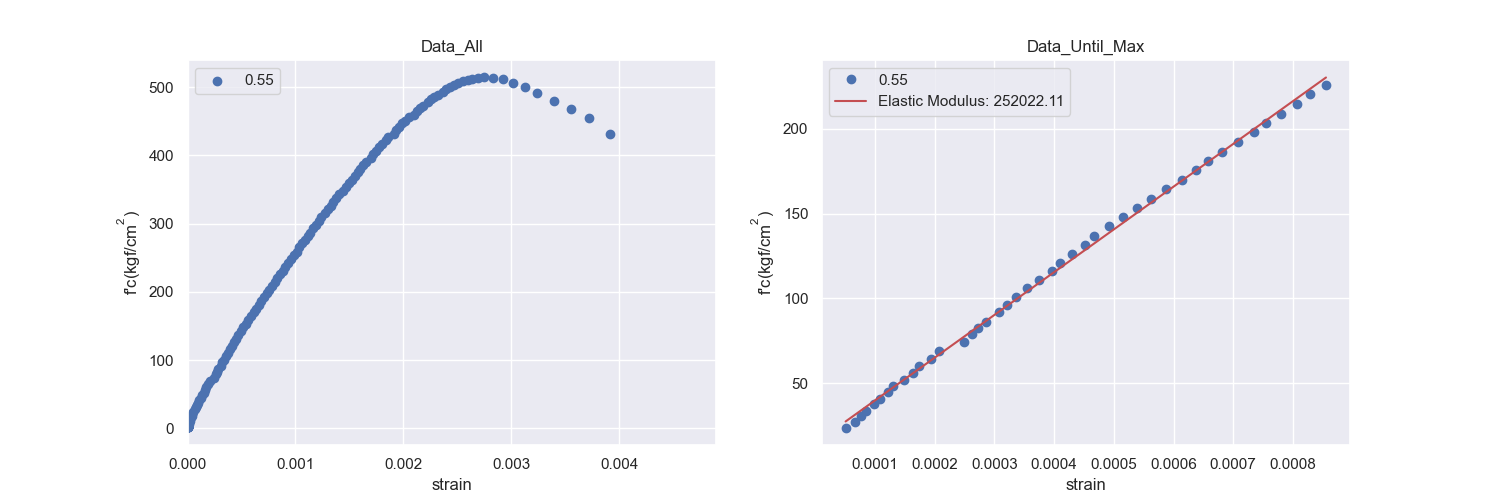 Data_All
0.55
500
400
300
200
100
0
f'c(kgf/cm²)
0.000 0.001 0.002 0.003 0.004
strain
Data_Until_Max
0.55
Elastic Modulus: 252022.11
200
150
100
50
f'c(kgf/cm²)
0.0001 0.0002 0.0003 0.0004 0.0005 0.0006 0.0007 0.0008
strain